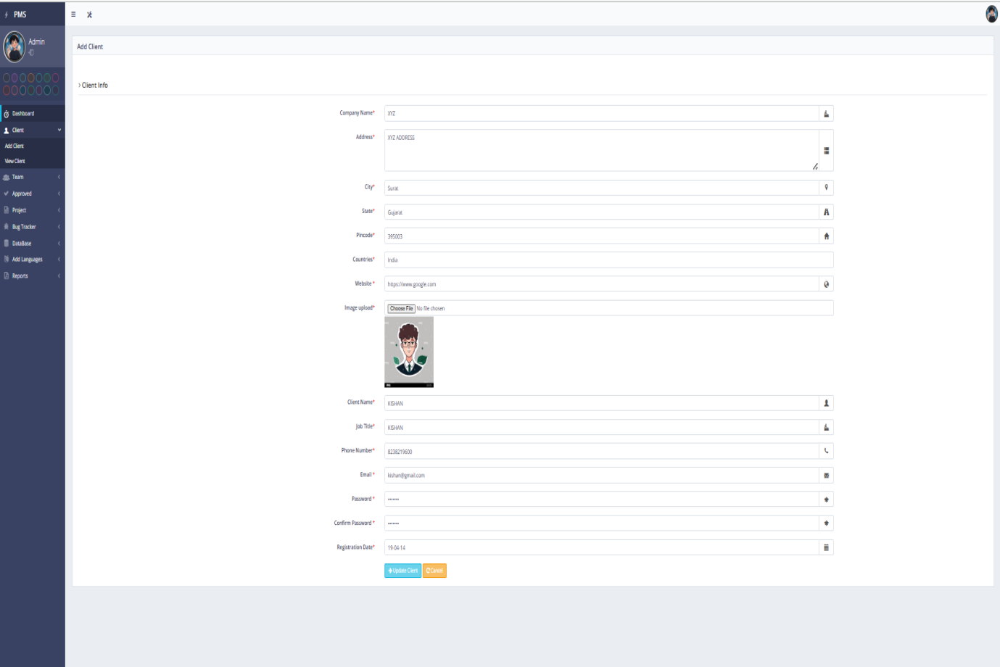 PMS
Admin
Dashboard
Client
Add Client
View Client
Team
Approved
Project
Bug Tracker
DataBase
Add Languages
Reports
Add Client
Client Info
Company Name* XYZ
Address* XYZ ADDRESS
City* Surat
State* Gujarat
Pincode* 395003
Countries* India
Website * https://www.google.com
Image upload* Choose File No file chosen
Client Name* KISHAN
Job Title* KISHAN
Phone Number* 8238219600
Email * kishan@gmail.com
Password * •••••••
Confirm Password * •••••••
Registration Date* 19-04-14
Update Client Cancel